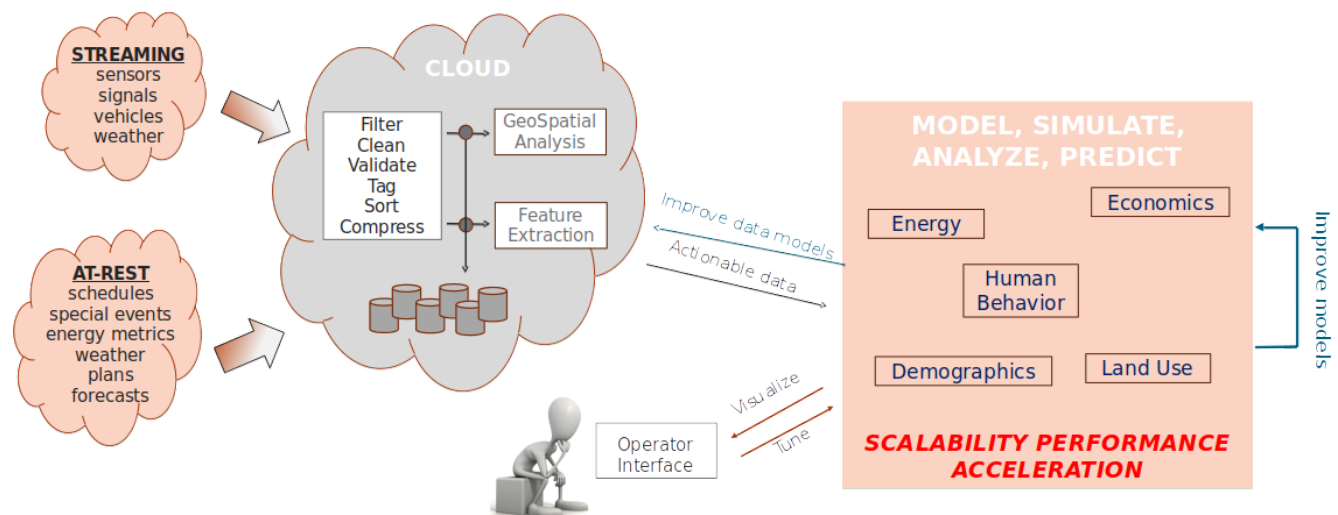 STREAMING
sensors
signals
vehicles
weather
AT-REST
schedules
special events
energy metrics
weather
plans
forecasts
CLOUD
Filter
Clean
Validate
Tag
Sort
Compress
GeoSpatial
Analysis
Feature
Extraction
Improve data models
Actionable data
Visualize
Tune
Operator
Interface
MODEL, SIMULATE,
ANALYZE, PREDICT
Energy
Economics
Human
Behavior
Demographics
Land Use
SCALABILITY PERFORMANCE
ACCELERATION
Improve models